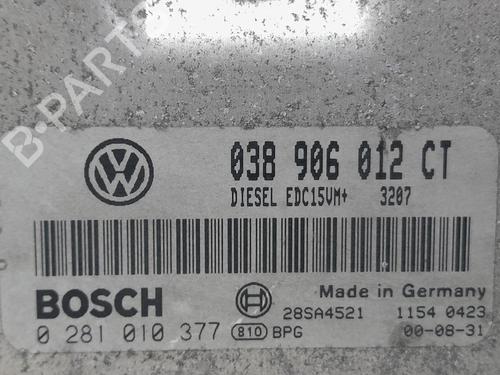 B-PARTS
038 906 012 CT
DIESEL EDC15VM+ 3207
BOSCH
Made in Germany
28SA4521 1154 0423
0 281 010 377 810 BPG 00-08-31